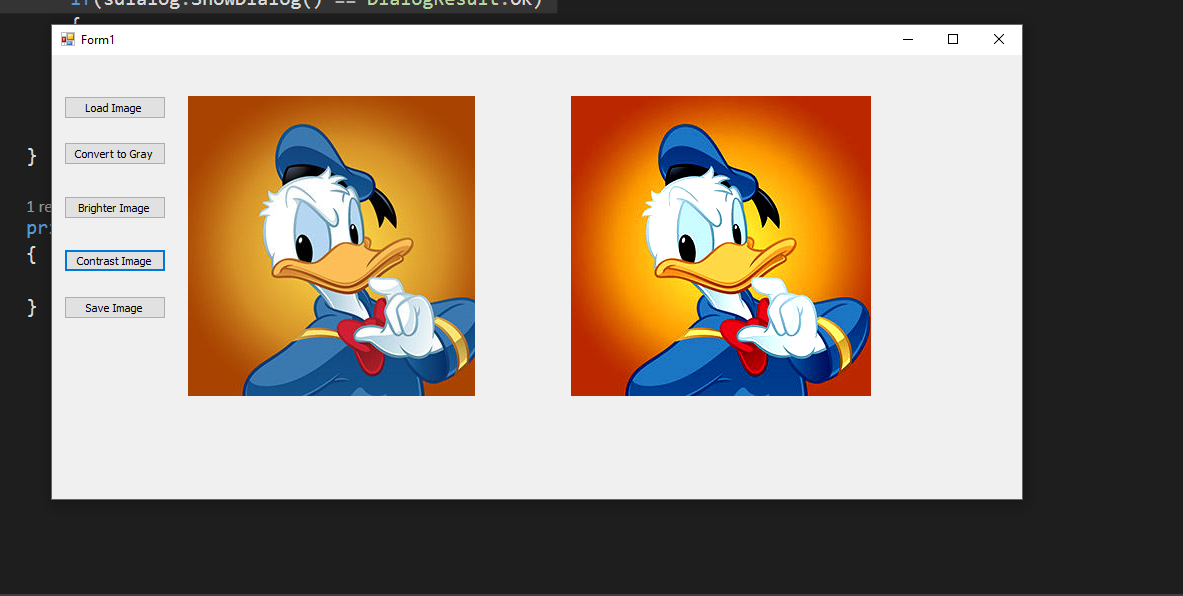 if(sdialog.ShowDialog() == DialogResult.OK)
{
Form1
Load Image
Convert to Gray
}
Brighter Image
1 re
pri
{
Contrast Image
}
Save Image